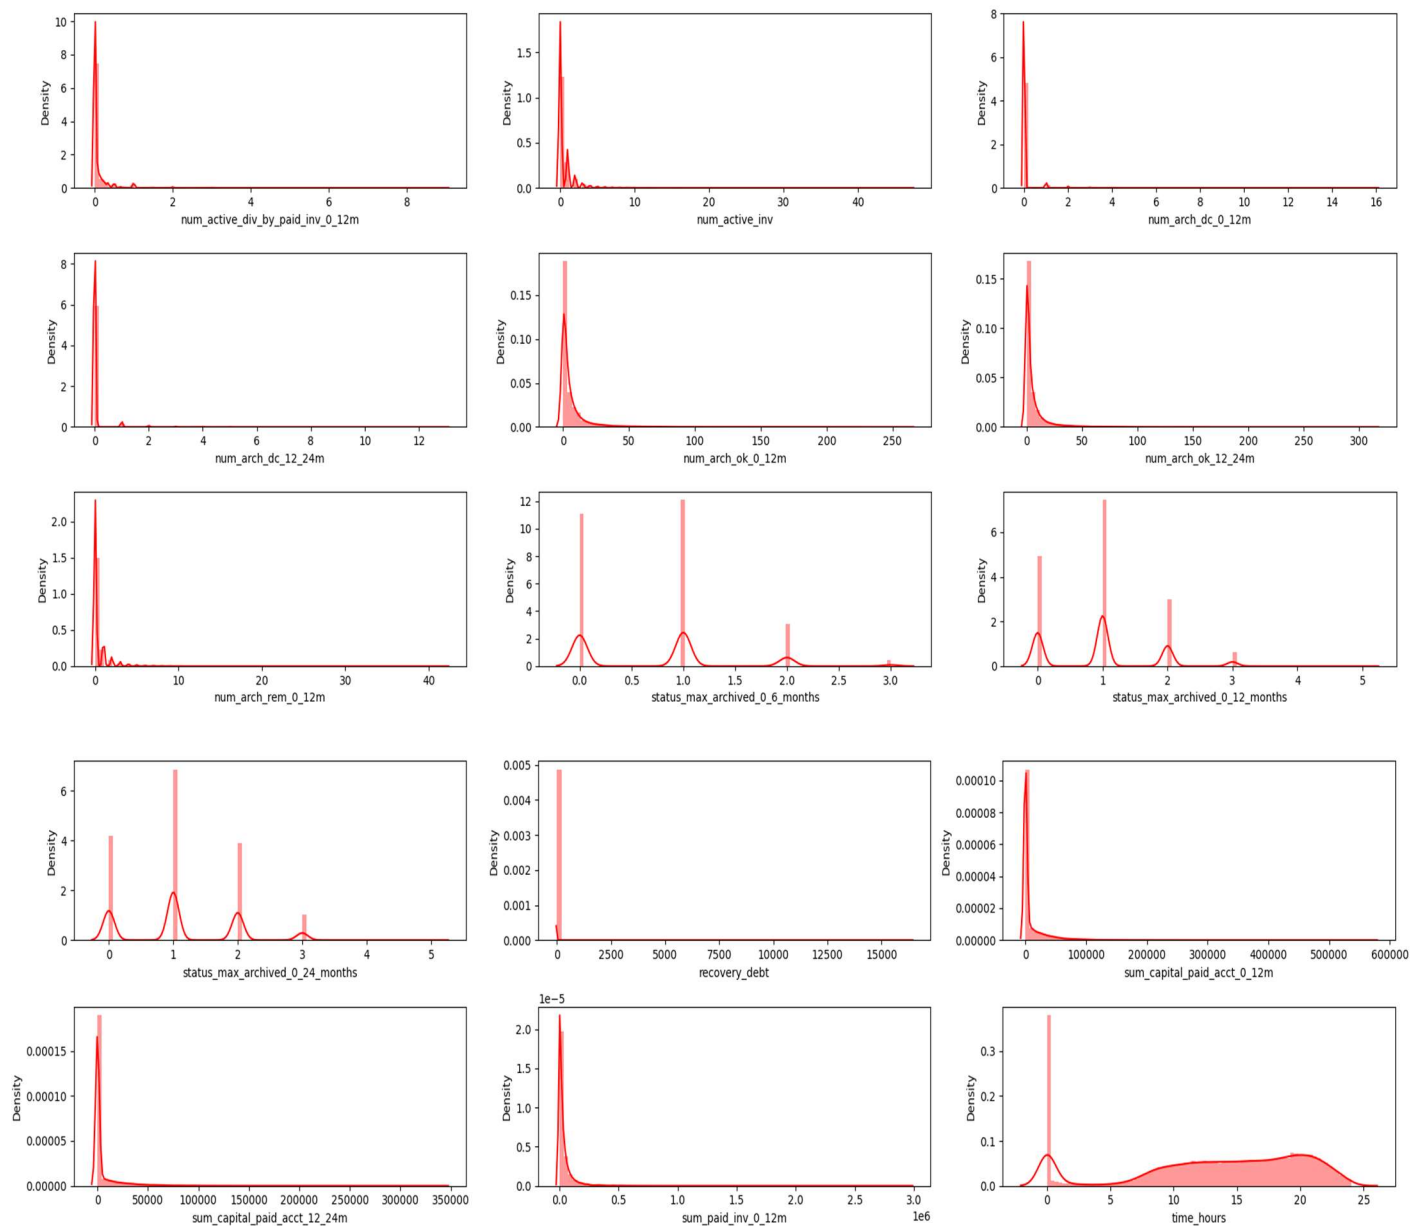 10
8
6
4
2
0
Density
0 2 4 6 8
num_active_div_by_paid_inv_0_12m
1.5
1.0
0.5
0.0
Density
0 10 20 30 40
num_active_inv
8
6
4
2
0
Density
0 2 4 6 8 10 12 14 16
num_arch_dc_0_12m
8
6
4
2
0
Density
0 2 4 6 8 10 12
num_arch_dc_12_24m
0.15
0.10
0.05
0.00
Density
0 50 100 150 200 250
num_arch_ok_0_12m
0.15
0.10
0.05
0.00
Density
0 50 100 150 200 250 300
num_arch_ok_12_24m
2.0
1.5
1.0
0.5
0.0
Density
0 10 20 30 40
num_arch_rem_0_12m
12
10
8
6
4
2
0
Density
0.0 0.5 1.0 1.5 2.0 2.5 3.0
status_max_archived_0_6_months
6
4
2
0
Density
0 1 2 3 4 5
status_max_archived_0_12_months
6
4
2
0
Density
0 1 2 3 4 5
status_max_archived_0_24_months
0.005
0.004
0.003
0.002
0.001
0.000
Density
0 2500 5000 7500 10000 12500 15000
recovery_debt
0.00010
0.00008
0.00006
0.00004
0.00002
0.00000
Density
0 100000 200000 300000 400000 500000 600000
sum_capital_paid_acct_0_12m
0.00015
0.00010
0.00005
0.00000
Density
0 50000 100000 150000 200000 250000 300000 350000
sum_capital_paid_acct_12_24m
1e−5
2.0
1.5
1.0
0.5
0.0
Density
0.0 0.5 1.0 1.5 2.0 2.5 3.0
1e6
sum_paid_inv_0_12m
0.3
0.2
0.1
0.0
Density
0 5 10 15 20 25
time_hours